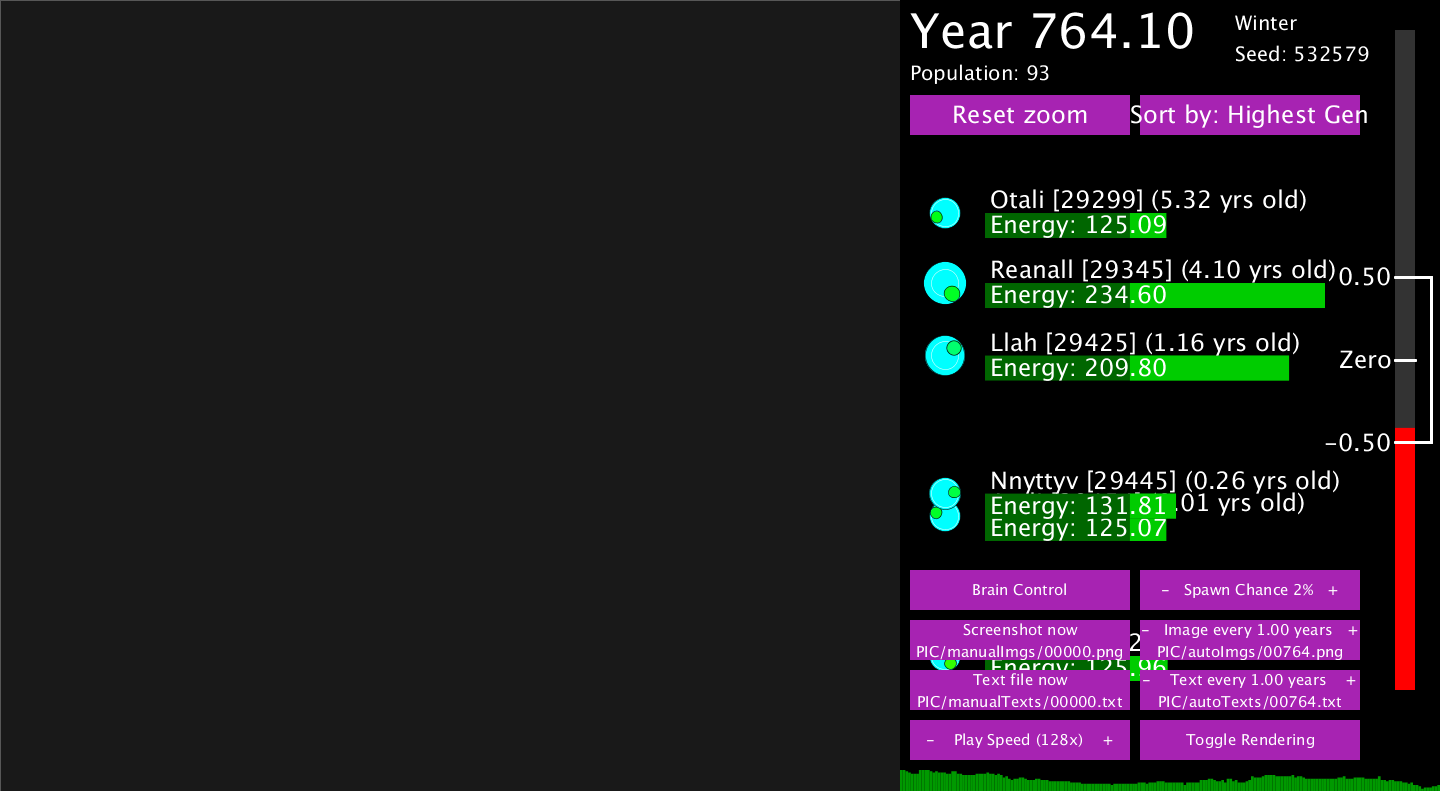 Year 764.10
Winter
Seed: 532579
Population: 93
Reset zoom
Sort by: Highest Gen
Otali [29299] (5.32 yrs old)
Energy: 125.09
Reanall [29345] (4.10 yrs old)
Energy: 234.60
0.50
Llah [29425] (1.16 yrs old)
Energy: 209.80
Zero
-0.50
Nnyttyv [29445] (0.26 yrs old)
.01 yrs old)
Energy: 131.81
Energy: 125.07
Brain Control
- Spawn Chance 2% +
Screenshot now
PIC/manualImgs/00000.png
- Image every 1.00 years +
PIC/autoImgs/00764.png
Energy: 125.96
Text file now
PIC/manualTexts/00000.txt
- Text every 1.00 years +
PIC/autoTexts/00764.txt
- Play Speed (128x) +
Toggle Rendering